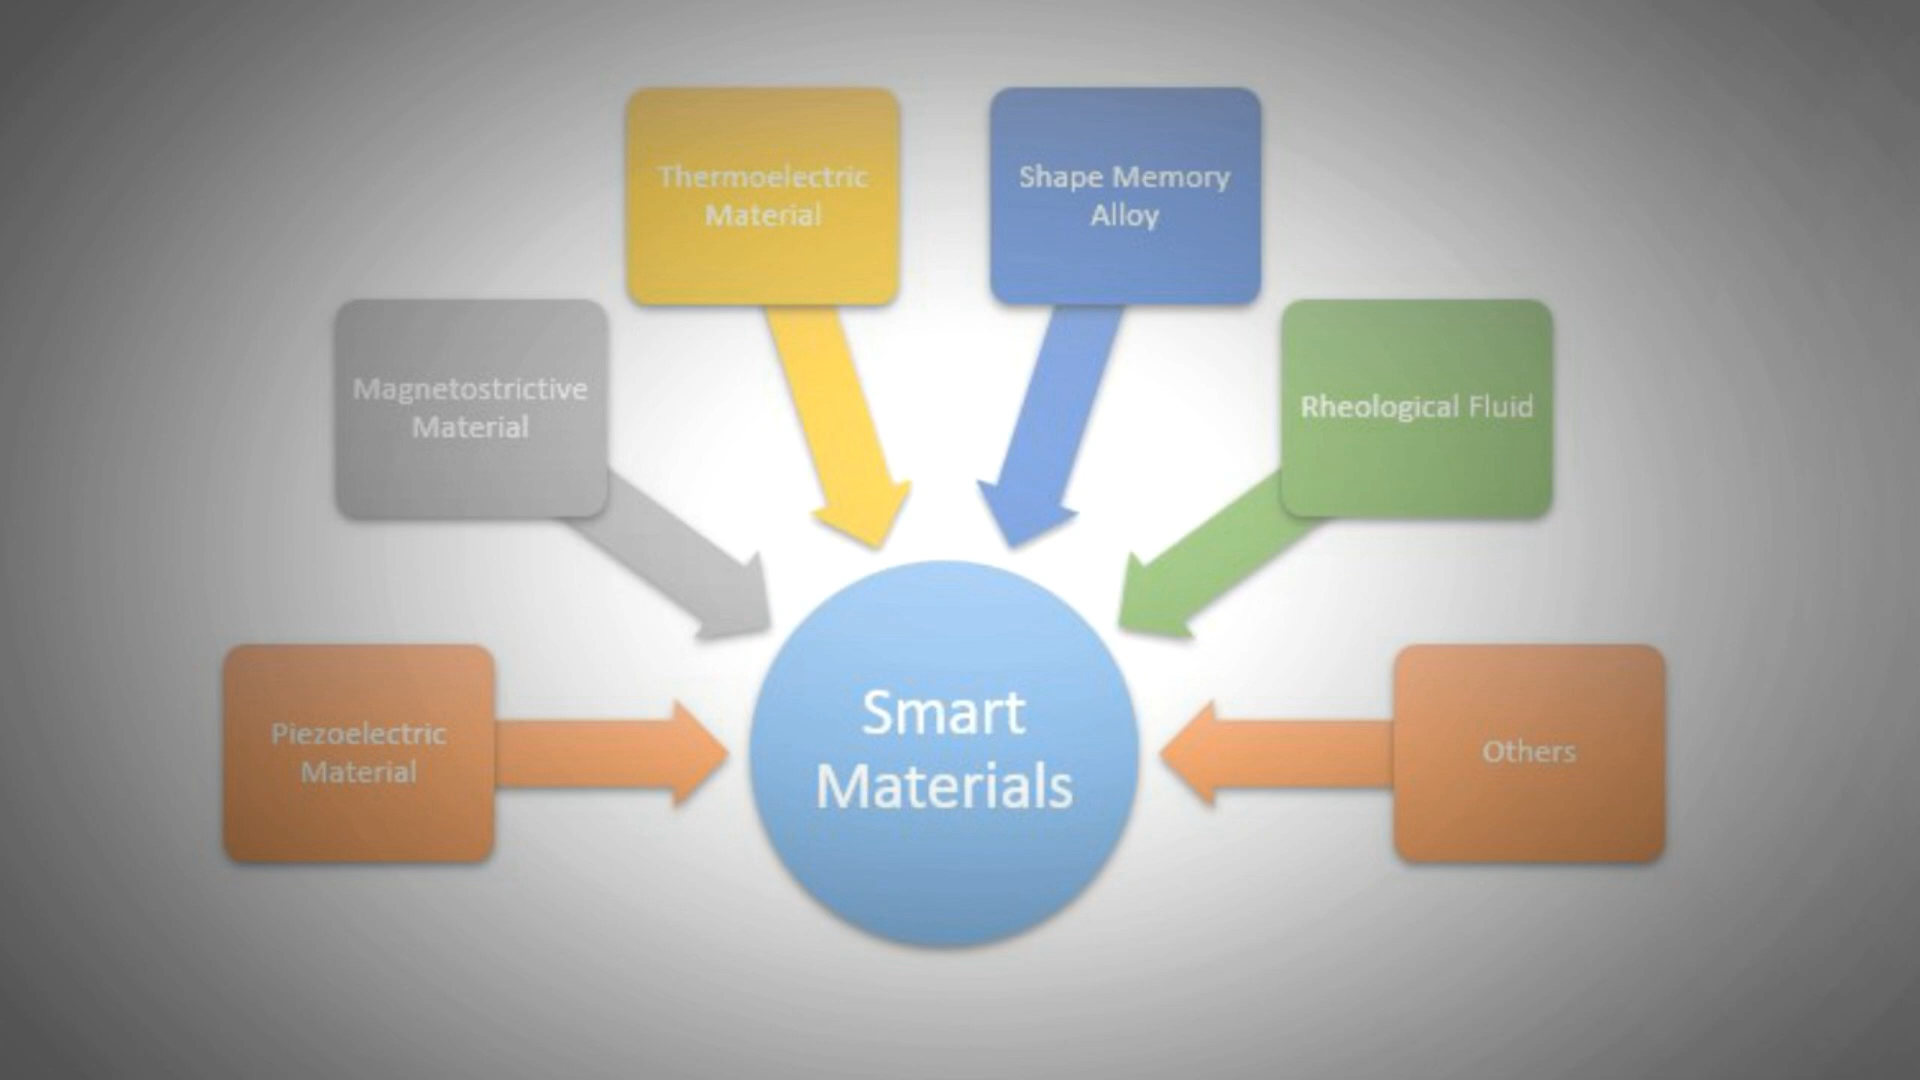 Thermoelectric
Material
Shape Memory
Alloy
Magnetostrictive
Material
Rheological Fluid
Piezoelectric
Material
Smart
Materials
Others